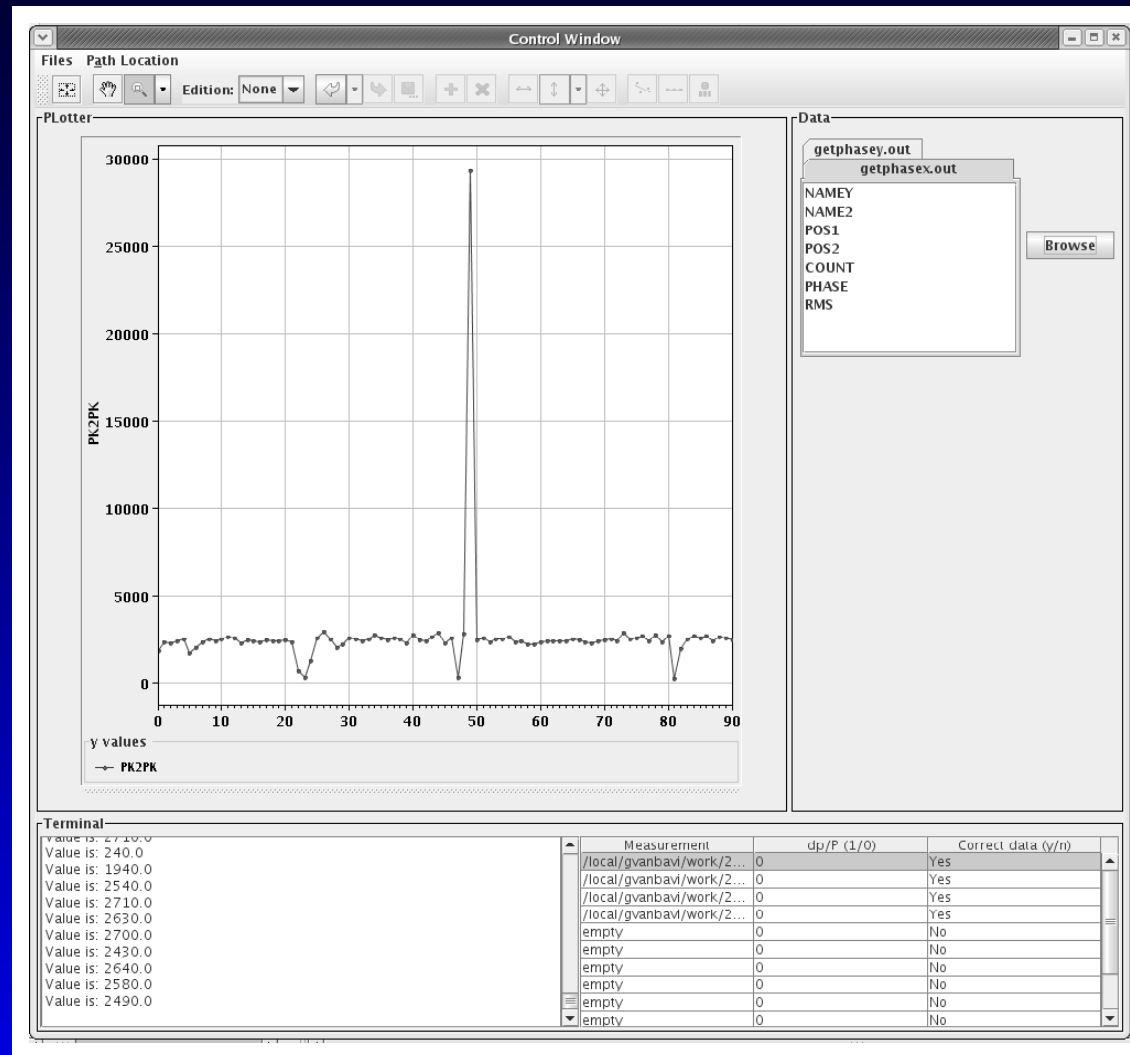 Control Window
Files Path Location
Edition: None
PLotter
30000
25000
20000
15000
10000
5000
0
PK2PK
0 10 20 30 40 50 60 70 80 90
y values
PK2PK
Data
getphasey.out
getphasex.out
NAMEY
NAME2
POS1
POS2
COUNT
PHASE
RMS
Browse
Terminal
Value is: 2710.0
Value is: 240.0
Value is: 1940.0
Value is: 2540.0
Value is: 2710.0
Value is: 2630.0
Value is: 2700.0
Value is: 2430.0
Value is: 2640.0
Value is: 2580.0
Value is: 2490.0
Measurement dp/P (1/0) Correct data (y/n)
/local/gvanbavi/work/2... 0 Yes
/local/gvanbavi/work/2... 0 Yes
/local/gvanbavi/work/2... 0 Yes
/local/gvanbavi/work/2... 0 Yes
empty 0 No
empty 0 No
empty 0 No
empty 0 No
empty 0 No
empty 0 No